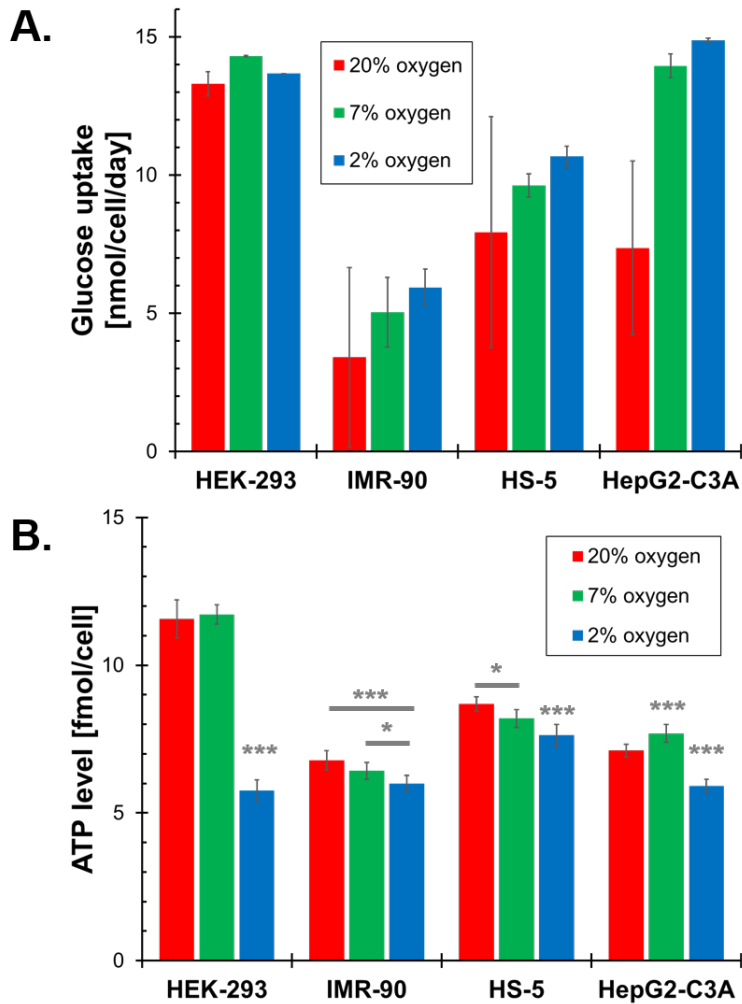 A.
15
10
5
0
Glucose uptake
[nmol/cell/day]
20% oxygen
7% oxygen
2% oxygen
HEK-293 IMR-90 HS-5 HepG2-C3A
B.
15
10
5
0
ATP level [fmol/cell]
20% oxygen
7% oxygen
2% oxygen
***
***
*
*
***
***
***
HEK-293 IMR-90 HS-5 HepG2-C3A